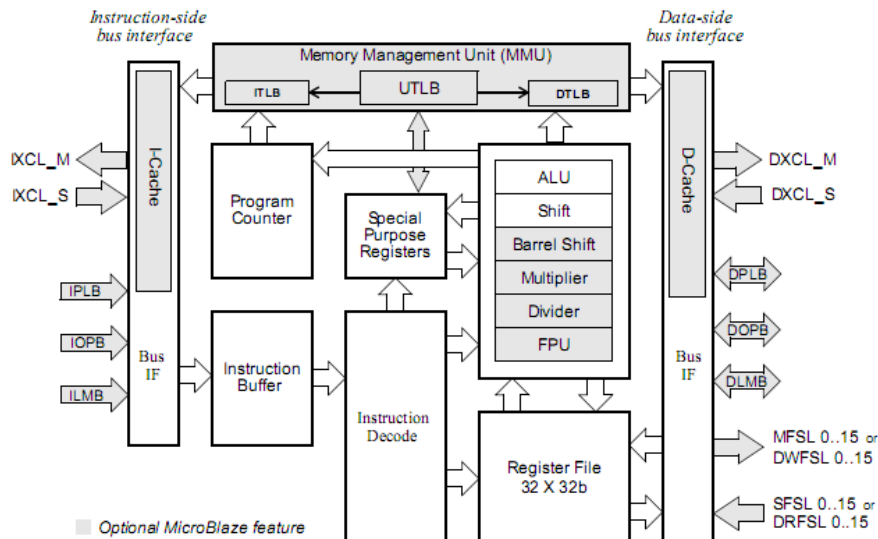 Instruction-side
bus interface
Data-side
bus interface
Memory Management Unit (MMU)
ITLB
UTLB
DTLB
I-Cache
D-Cache
IXCL_M
IXCL_S
DXCL_M
DXCL_S
Program
Counter
Special
Purpose
Registers
ALU
Shift
Barrel Shift
Multiplier
Divider
FPU
IPLB
IOPB
ILMB
Bus
IF
Instruction
Buffer
Instruction
Decode
Register File
32 X 32b
Bus
IF
DPLB
DOPB
DLMB
MFSL 0..15 or
DWFSL 0..15
SFSL 0..15 or
DRFSL 0..15
Optional MicroBlaze feature